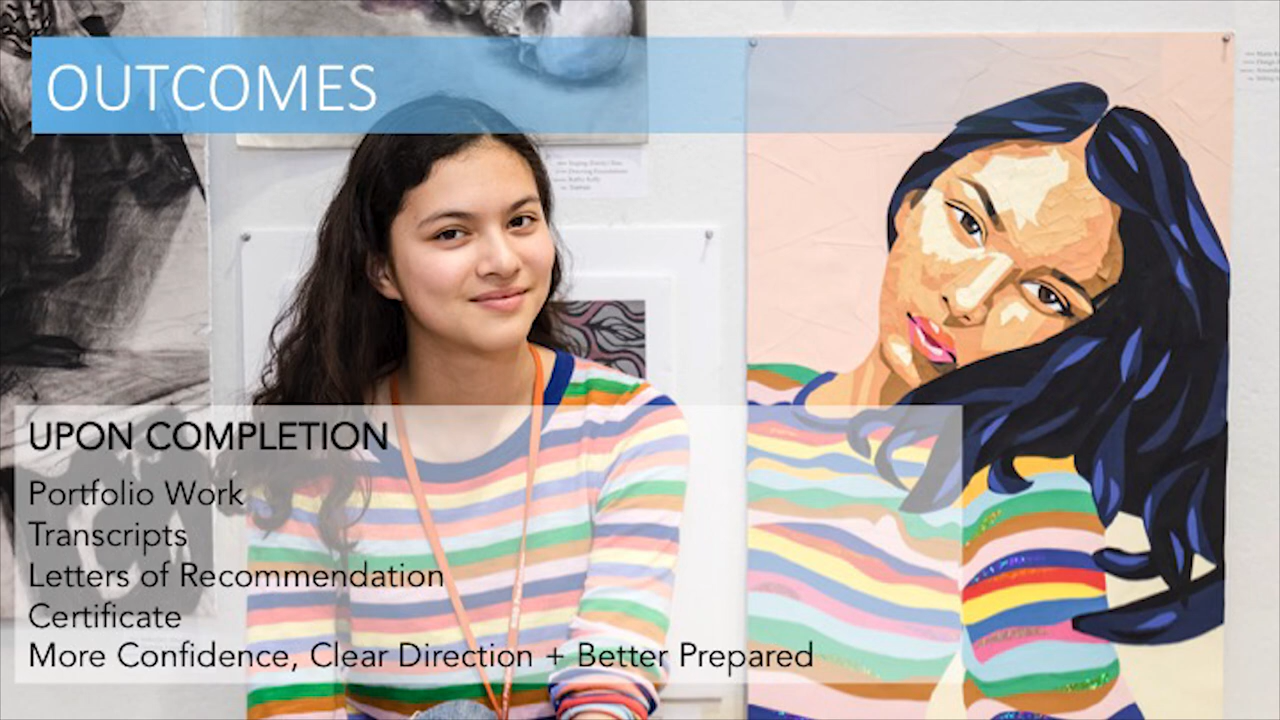 OUTCOMES
UPON COMPLETION
Portfolio Work
Transcripts
Letters of Recommendation
Certificate
More Confidence, Clear Direction + Better Prepared